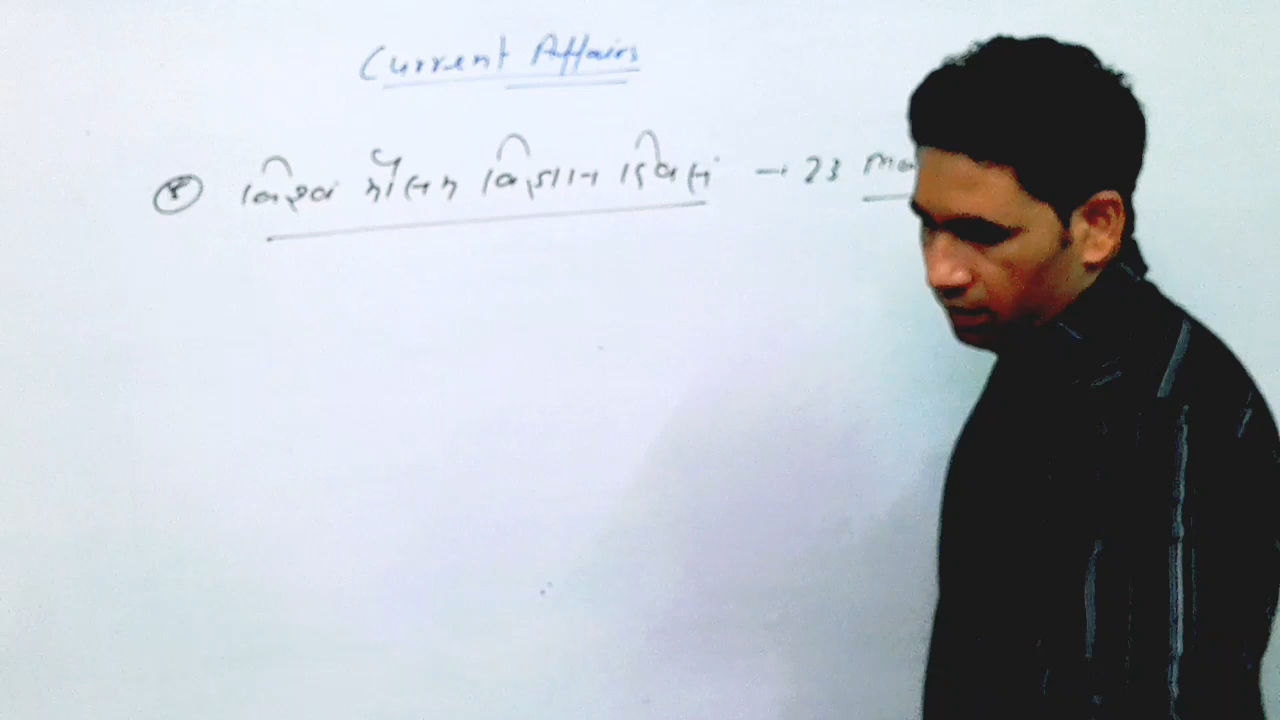 Current Affairs
विश्व मौसम विज्ञान दिवस → 23 Ma